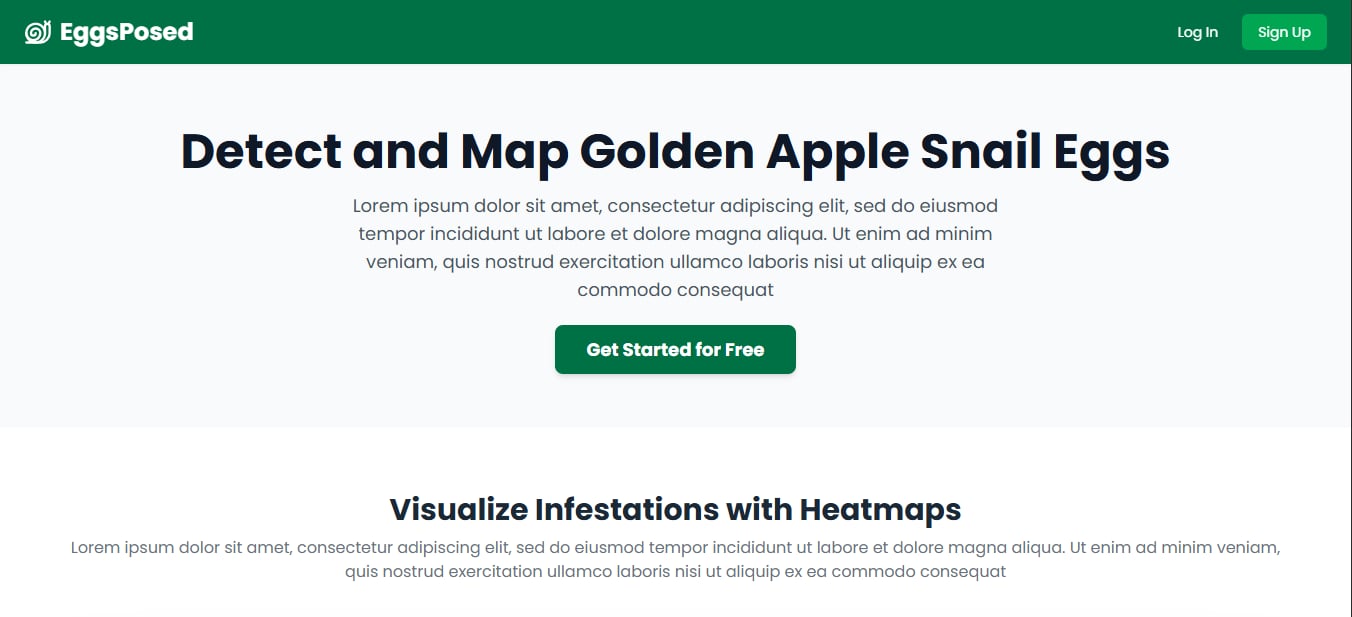 EggsPosed
Log In
Sign Up
Detect and Map Golden Apple Snail Eggs
Lorem ipsum dolor sit amet, consectetur adipiscing elit, sed do eiusmod
tempor incididunt ut labore et dolore magna aliqua. Ut enim ad minim
veniam, quis nostrud exercitation ullamco laboris nisi ut aliquip ex ea
commodo consequat
Get Started for Free
Visualize Infestations with Heatmaps
Lorem ipsum dolor sit amet, consectetur adipiscing elit, sed do eiusmod tempor incididunt ut labore et dolore magna aliqua. Ut enim ad minim veniam,
quis nostrud exercitation ullamco laboris nisi ut aliquip ex ea commodo consequat